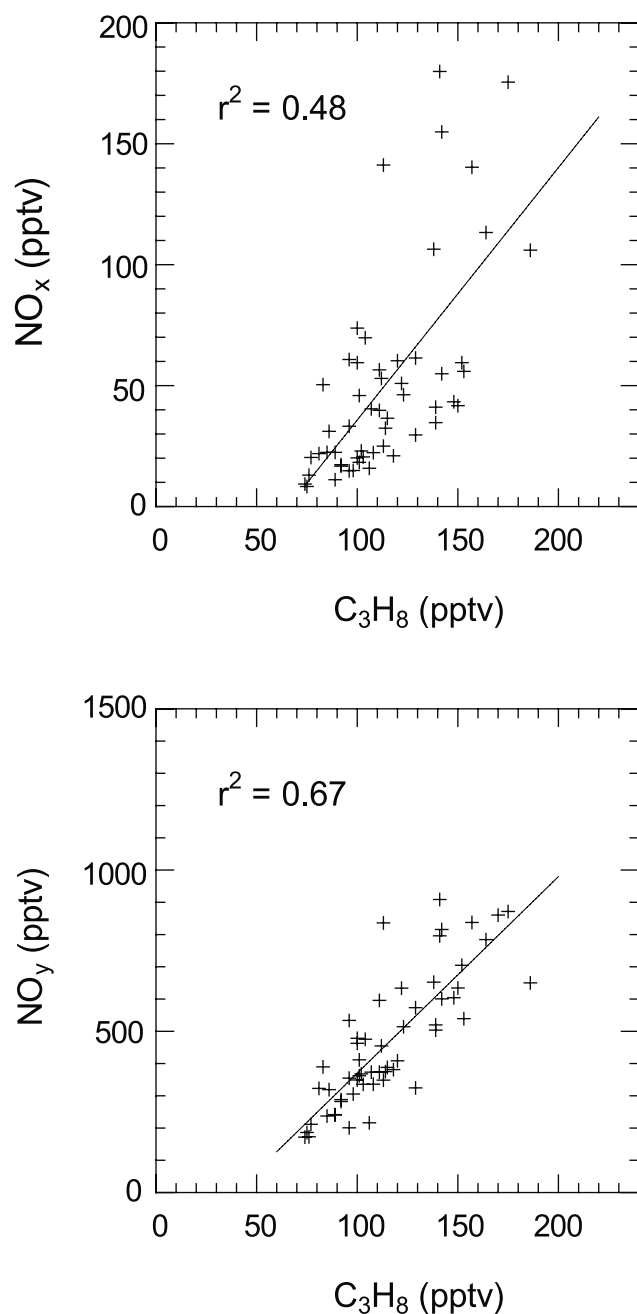 200
r² = 0.48
150
NOₓ (pptv)
100
50
0
0 50 100 150 200
C₃H₈ (pptv)
1500
r² = 0.67
1000
NOy (pptv)
500
0
0 50 100 150 200
C₃H₈ (pptv)